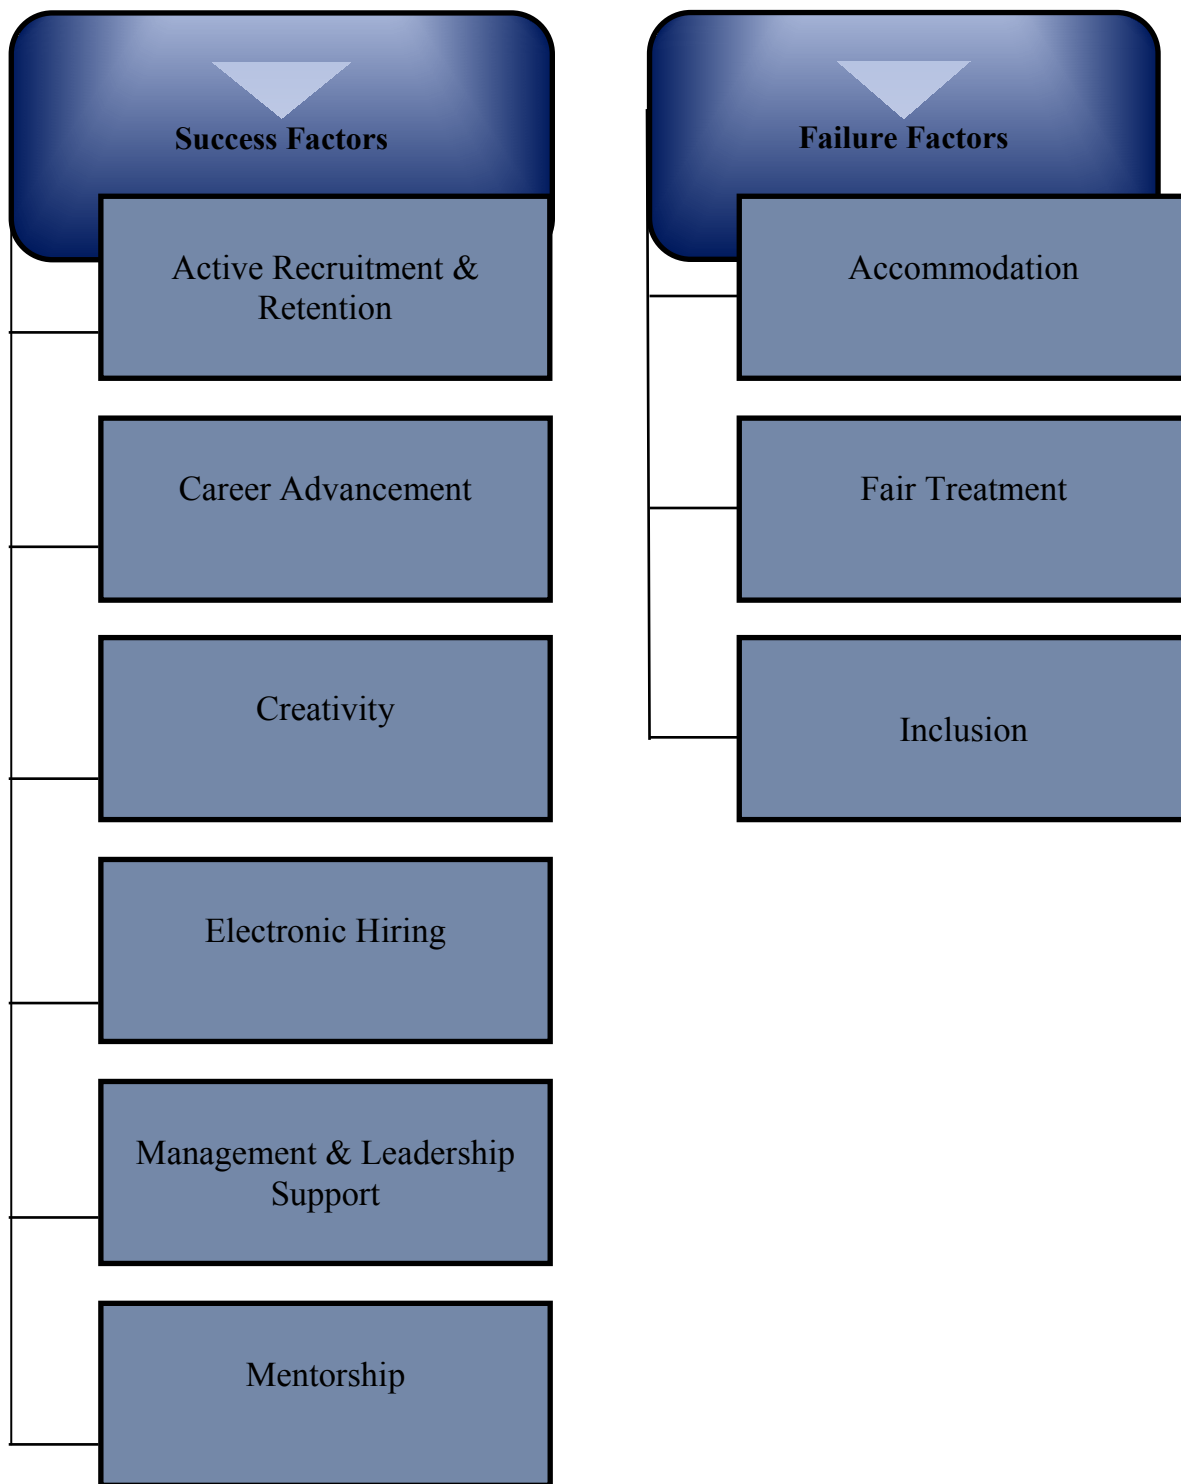 Success Factors
Active Recruitment &
Retention
Career Advancement
Creativity
Electronic Hiring
Management & Leadership
Support
Mentorship
Failure Factors
Accommodation
Fair Treatment
Inclusion